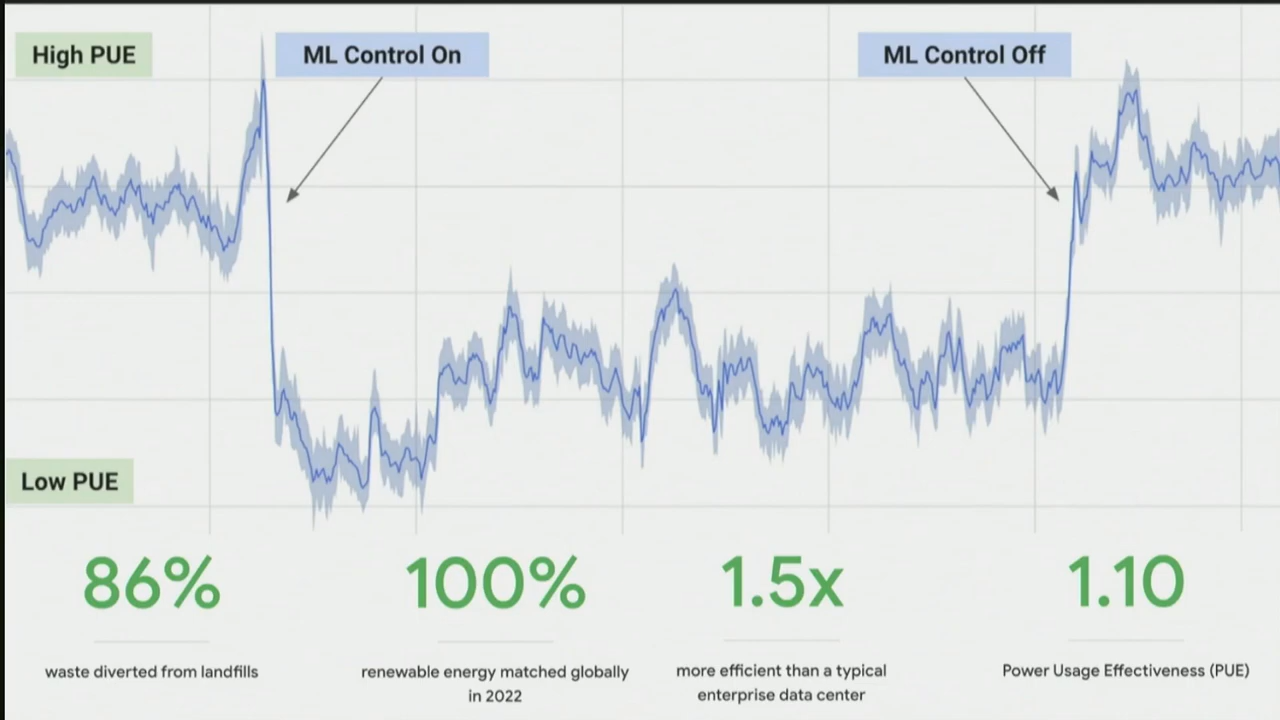 High PUE
ML Control On
ML Control Off
Low PUE
86%
100%
1.5x
1.10
waste diverted from landfills
renewable energy matched globally
in 2022
more efficient than a typical
enterprise data center
Power Usage Effectiveness (PUE)